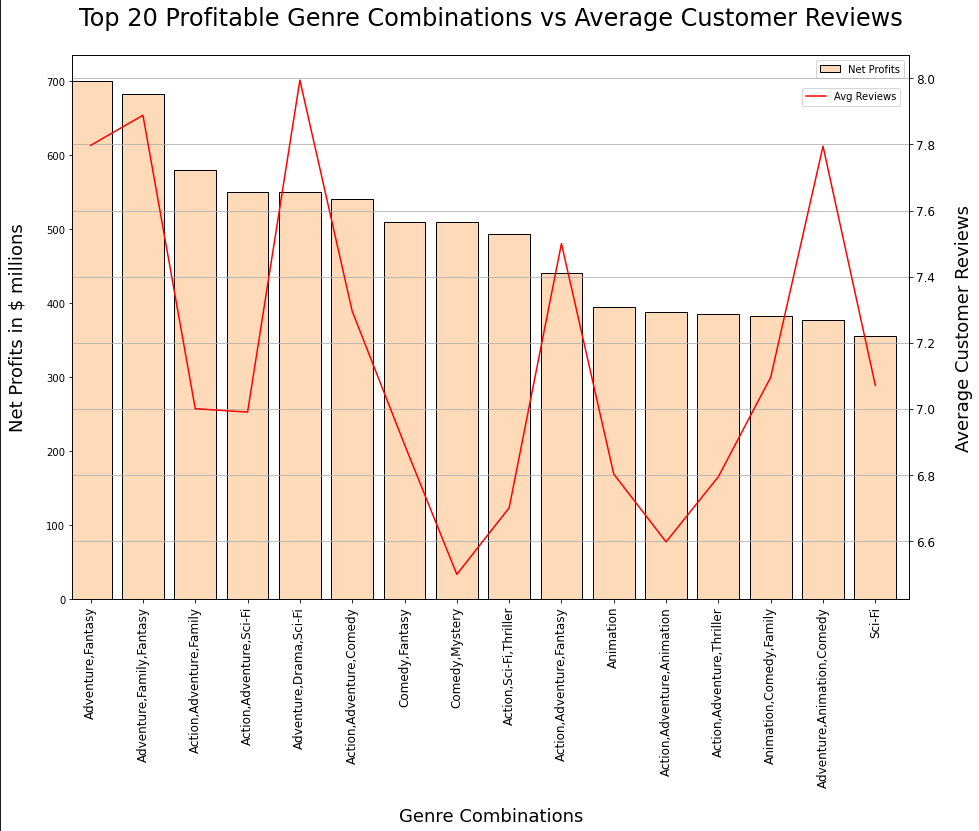 Top 20 Profitable Genre Combinations vs Average Customer Reviews
Net Profits
Avg Reviews
Net Profits in $ millions
700
600
500
400
300
200
100
0
8.0
7.8
7.6
7.4
7.2
7.0
6.8
6.6
Average Customer Reviews
Adventure,Fantasy
Adventure,Family,Fantasy
Action,Adventure,Family
Action,Adventure,Sci-Fi
Adventure,Drama,Sci-Fi
Action,Adventure,Comedy
Comedy,Fantasy
Comedy,Mystery
Action,Sci-Fi,Thriller
Action,Adventure,Fantasy
Animation
Action,Adventure,Animation
Action,Adventure,Thriller
Animation,Comedy,Family
Adventure,Animation,Comedy
Sci-Fi
Genre Combinations